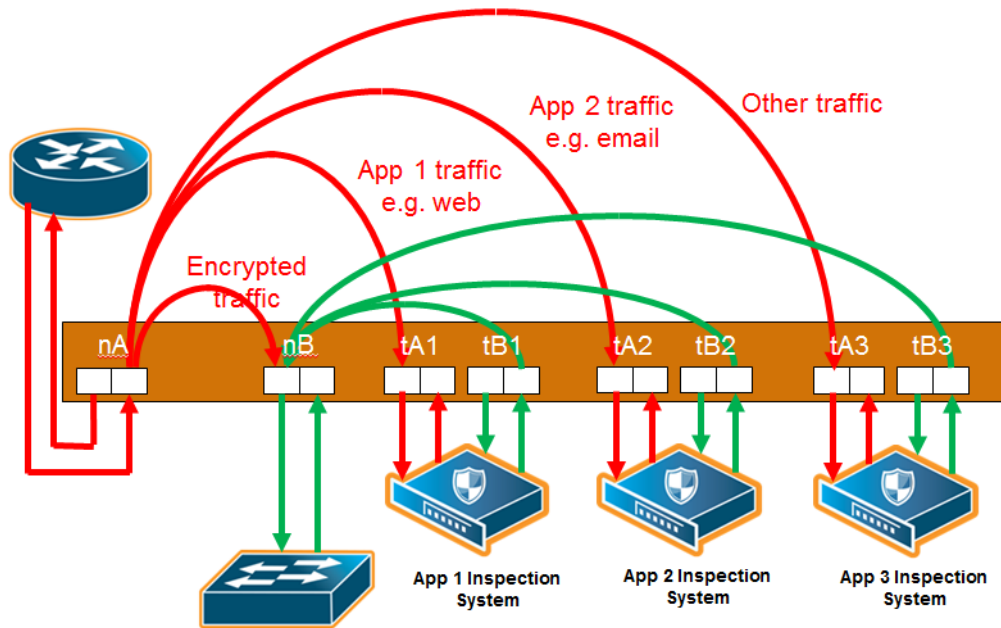 App 2 traffic
e.g. email
Other traffic
App 1 traffic
e.g. web
Encrypted
traffic
nA
nB
tA1
tB1
tA2
tB2
tA3
tB3
App 1 Inspection
System
App 2 Inspection
System
App 3 Inspection
System